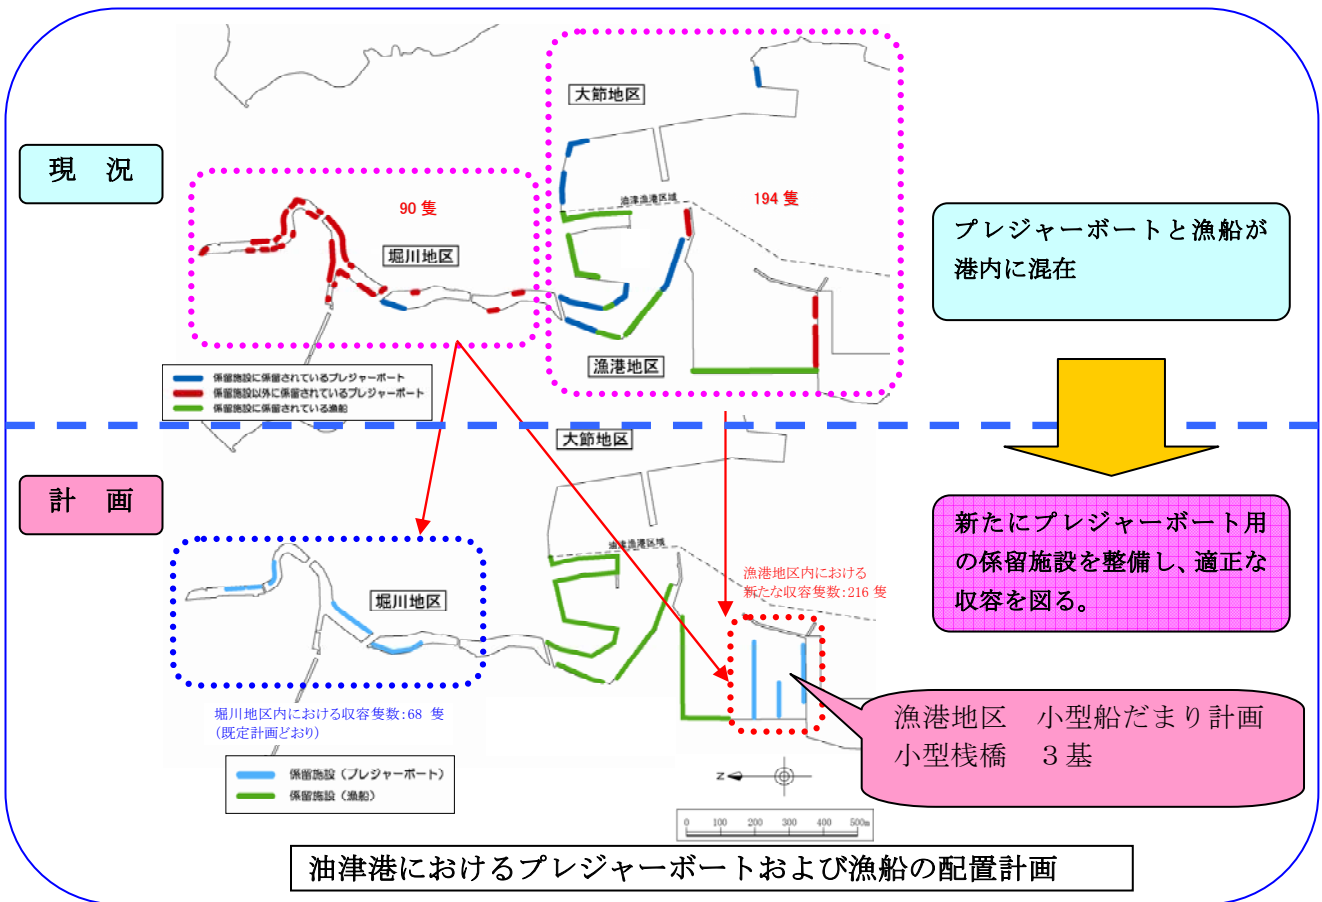 現 況
大節地区
油津漁港区域
90 隻
194 隻
堀川地区
漁港地区
プレジャーボートと漁船が
港内に混在
係留施設に係留されているプレジャーボート
係留施設以外に係留されているプレジャーボート
係留施設に係留されている漁船
計 画
大節地区
油津漁港区域
堀川地区
漁港地区内における
新たな収容隻数:216 隻
新たにプレジャーボート用
の係留施設を整備し、適正な
収容を図る。
堀川地区内における収容隻数:68 隻
(既定計画どおり)
漁港地区 小型船だまり計画
小型桟橋 3基
係留施設(プレジャーボート)
係留施設(漁船)
N
0 100 200 300 400 500m
油津港におけるプレジャーボートおよび漁船の配置計画